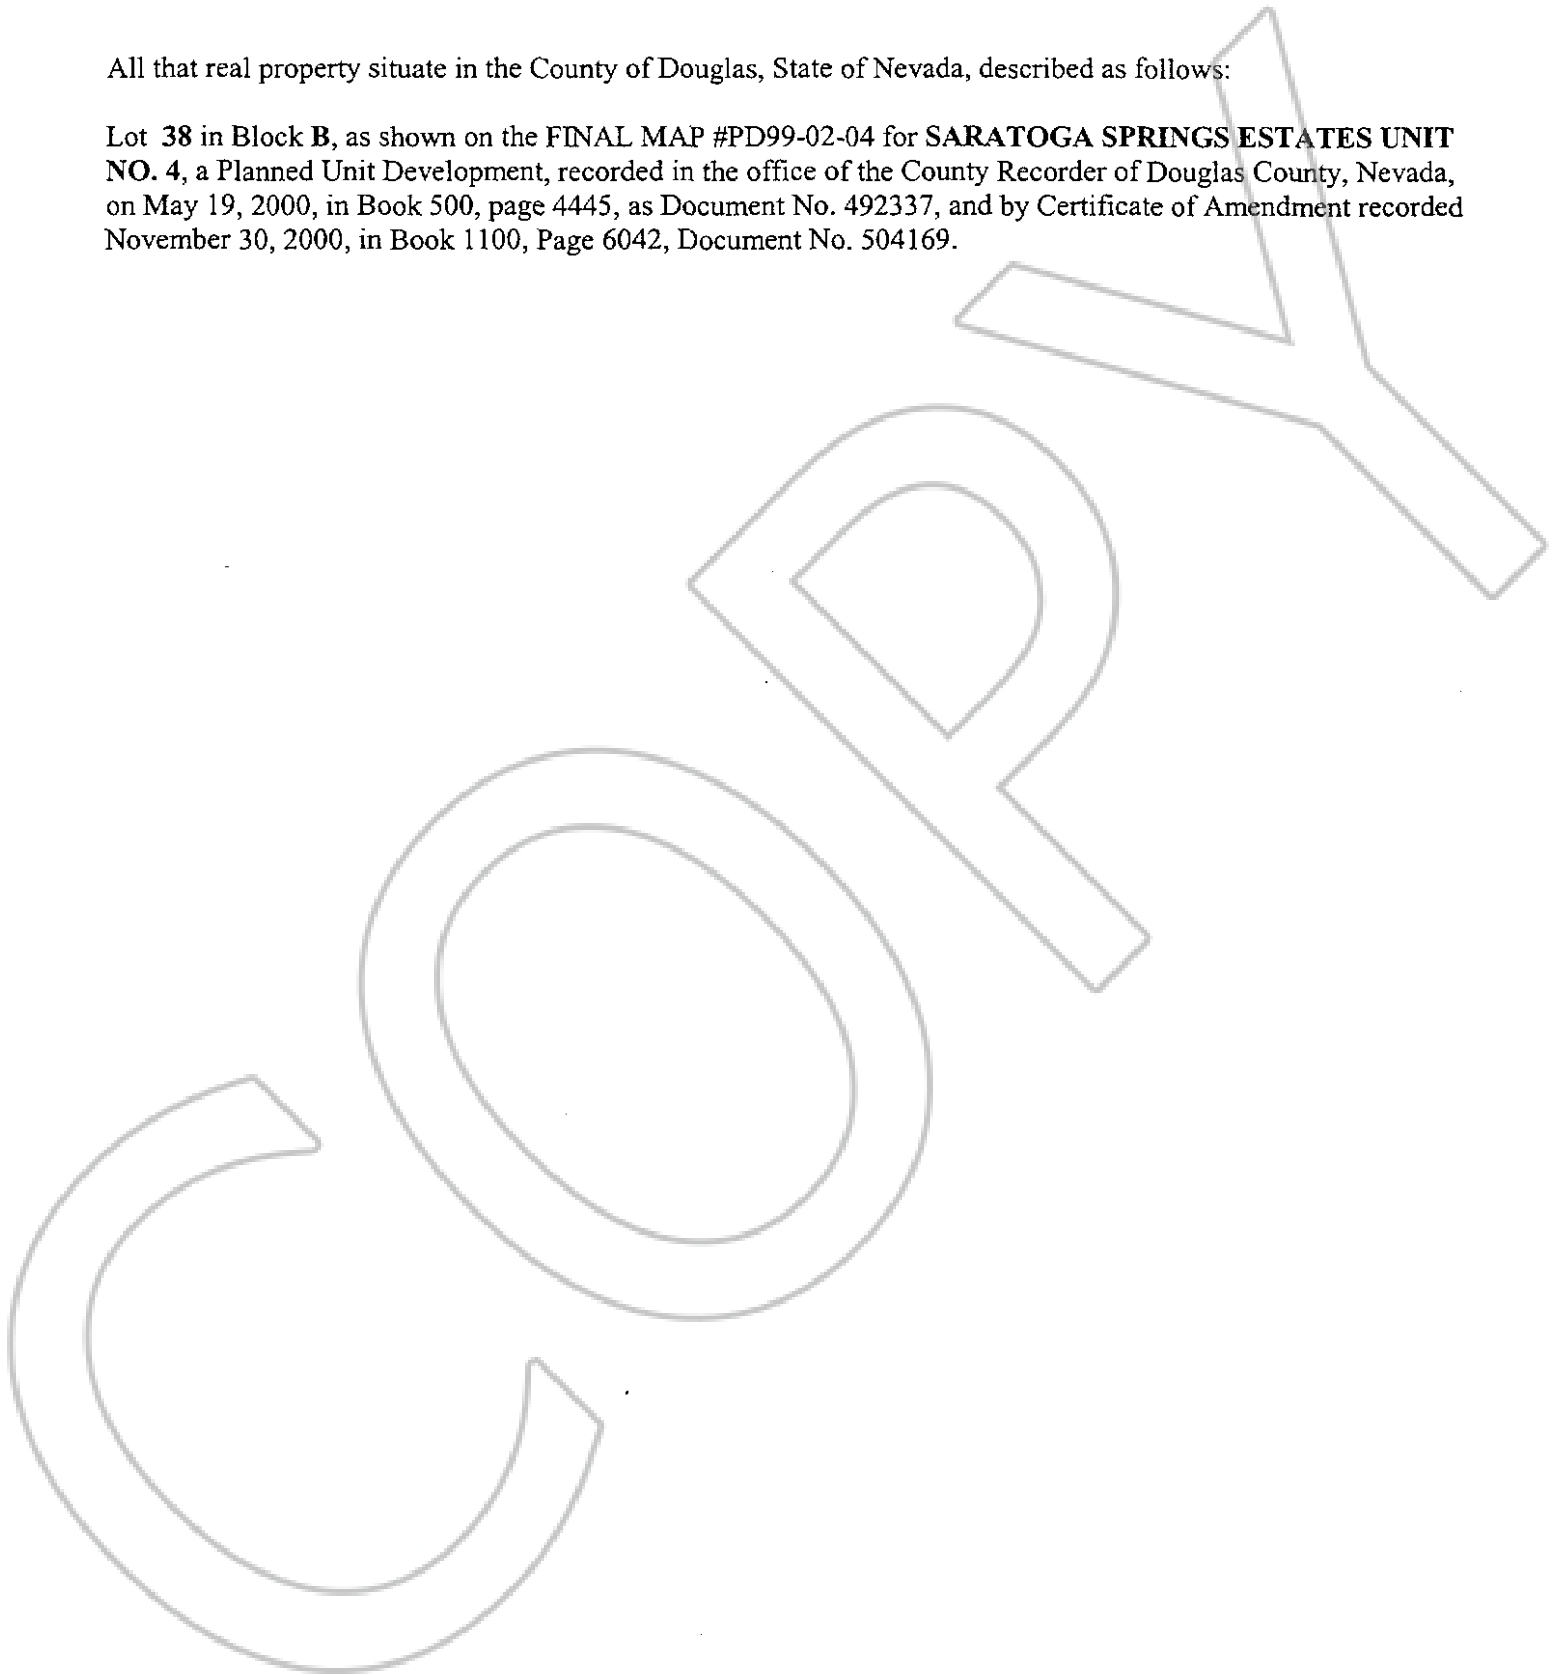 All that real property situate in the County of Douglas, State of Nevada, described as follows:
Lot 38 in Block B, as shown on the FINAL MAP #PD99-02-04 for SARATOGA SPRINGS ESTATES UNIT
NO. 4, a Planned Unit Development, recorded in the office of the County Recorder of Douglas County, Nevada,
on May 19, 2000, in Book 500, page 4445, as Document No. 492337, and by Certificate of Amendment recorded
November 30, 2000, in Book 1100, Page 6042, Document No. 504169.
COPY